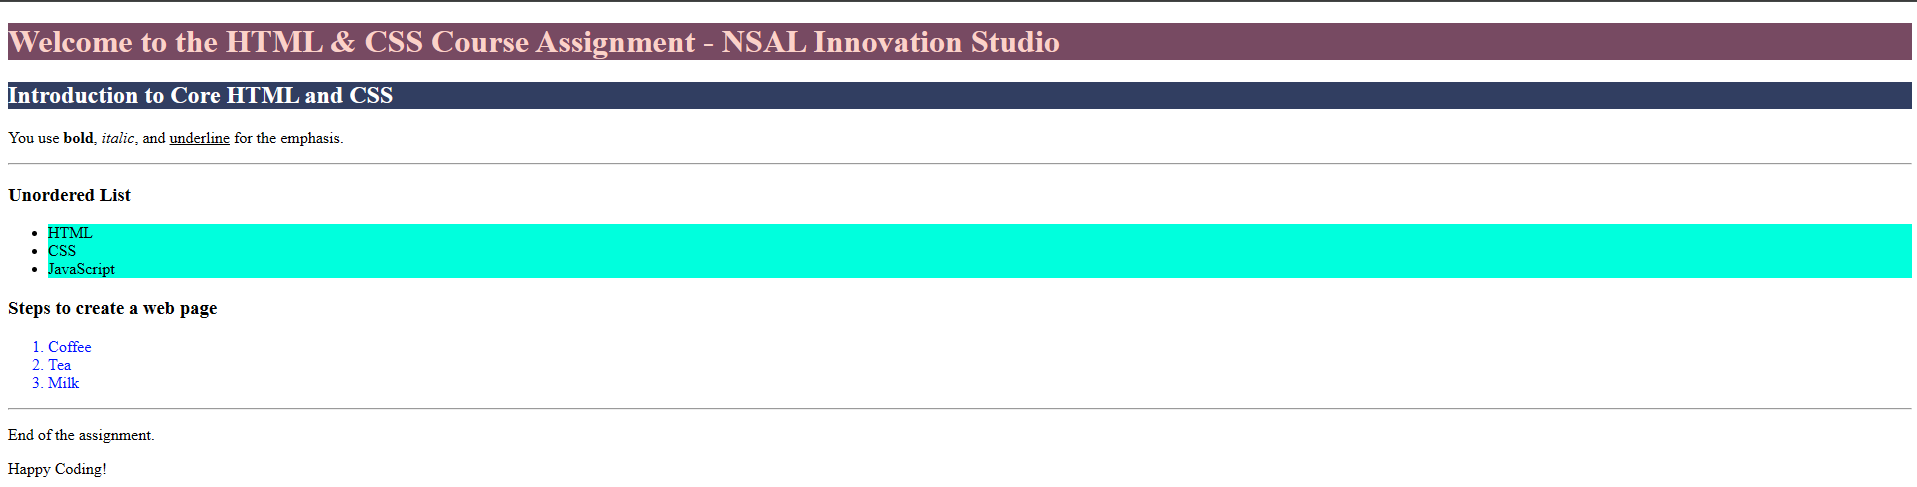 Welcome to the HTML & CSS Course Assignment - NSAL Innovation Studio
Introduction to Core HTML and CSS
You use bold, italic, and underline for the emphasis.
Unordered List
• HTML
• CSS
• JavaScript
Steps to create a web page
1. Coffee
2. Tea
3. Milk
End of the assignment.
Happy Coding!